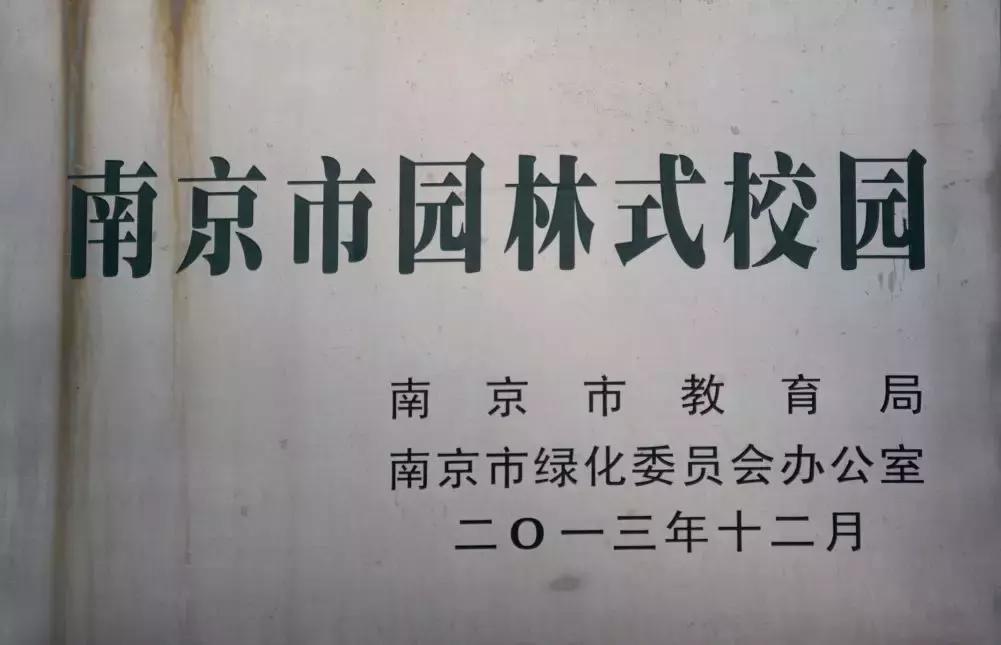 南京市园林式校园
南京市教育局
南京市绿化委员会办公室
二〇一三年十二月